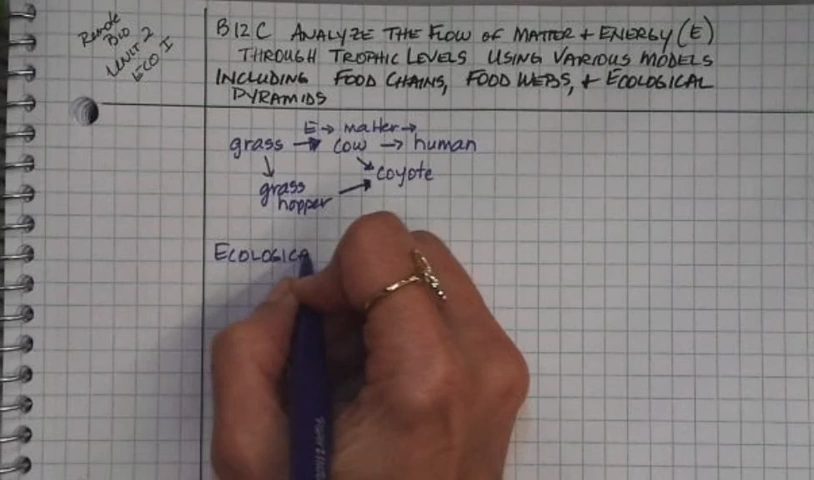 Rende
BIO
UNIT 2
ECO I
B12C ANALYZE THE FLOW OF MATTER + ENERGY (E)
THROUGH TROPHIC LEVELS USING VARIOUS MODELS
INCLUDING FOOD CHAINS, FOOD WEBS, + ECOLOGICAL
PYRAMIDS
E→ matter→
grass → cow → human
↓ ↘ coyote
grass →
hopper
ECOLOGICA